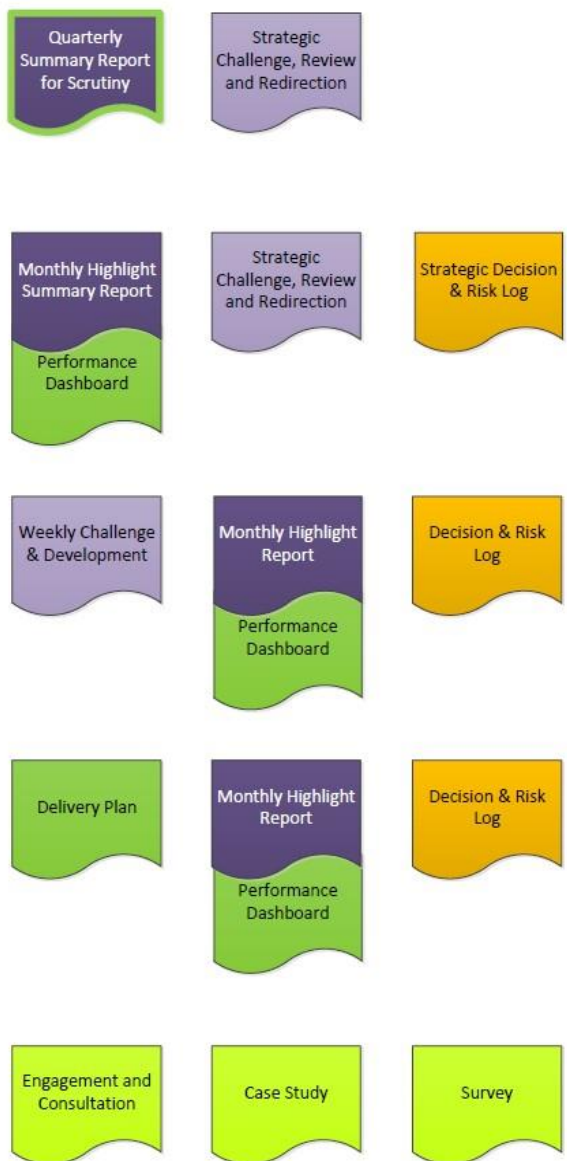 Quarterly
Summary Report
for Scrutiny
Strategic
Challenge, Review
and Redirection
Monthly Highlight
Summary Report
Performance
Dashboard
Strategic
Challenge, Review
and Redirection
Strategic Decision
& Risk Log
Weekly Challenge
& Development
Monthly Highlight
Report
Performance
Dashboard
Decision & Risk
Log
Delivery Plan
Monthly Highlight
Report
Performance
Dashboard
Decision & Risk
Log
Engagement and
Consultation
Case Study
Survey